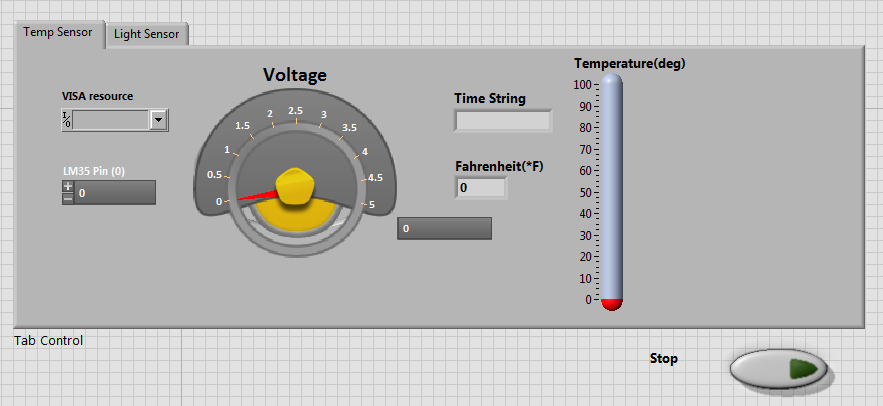 Temp Sensor
Light Sensor
VISA resource
I/O
LM35 Pin (0)
0
Voltage
0
0.5
1
1.5
2
2.5
3
3.5
4
4.5
5
0
Time String
Fahrenheit(*F)
0
Temperature(deg)
100
90
80
70
60
50
40
30
20
10
0
Tab Control
Stop